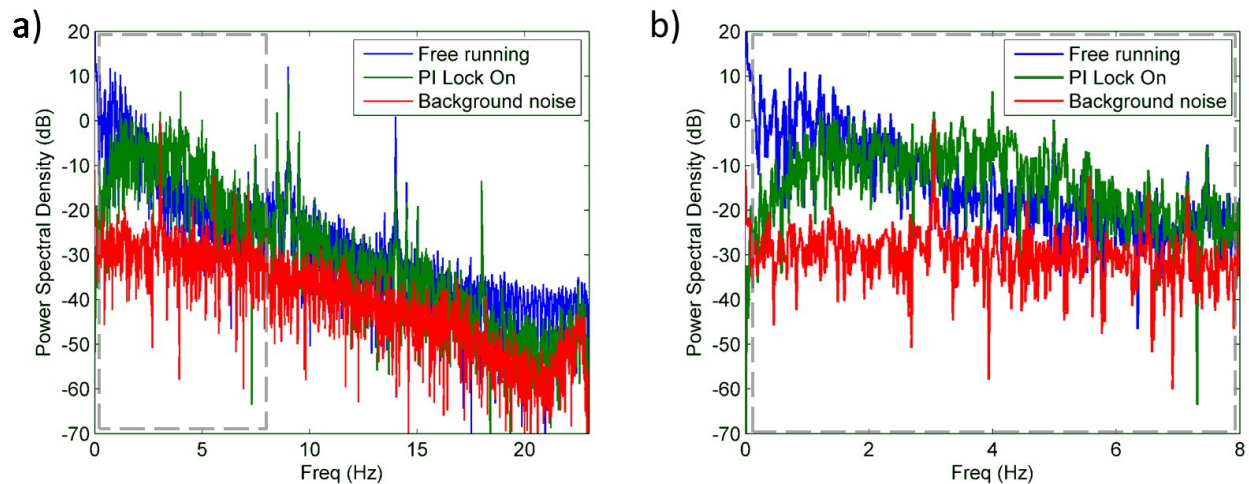 a)
20
10
0
-10
-20
-30
-40
-50
-60
-70
0
5
10
15
20
Power Spectral Density (dB)
Freq (Hz)
Free running
PI Lock On
Background noise
b)
20
10
0
-10
-20
-30
-40
-50
-60
-70
0
2
4
6
8
Power Spectral Density (dB)
Freq (Hz)
Free running
PI Lock On
Background noise